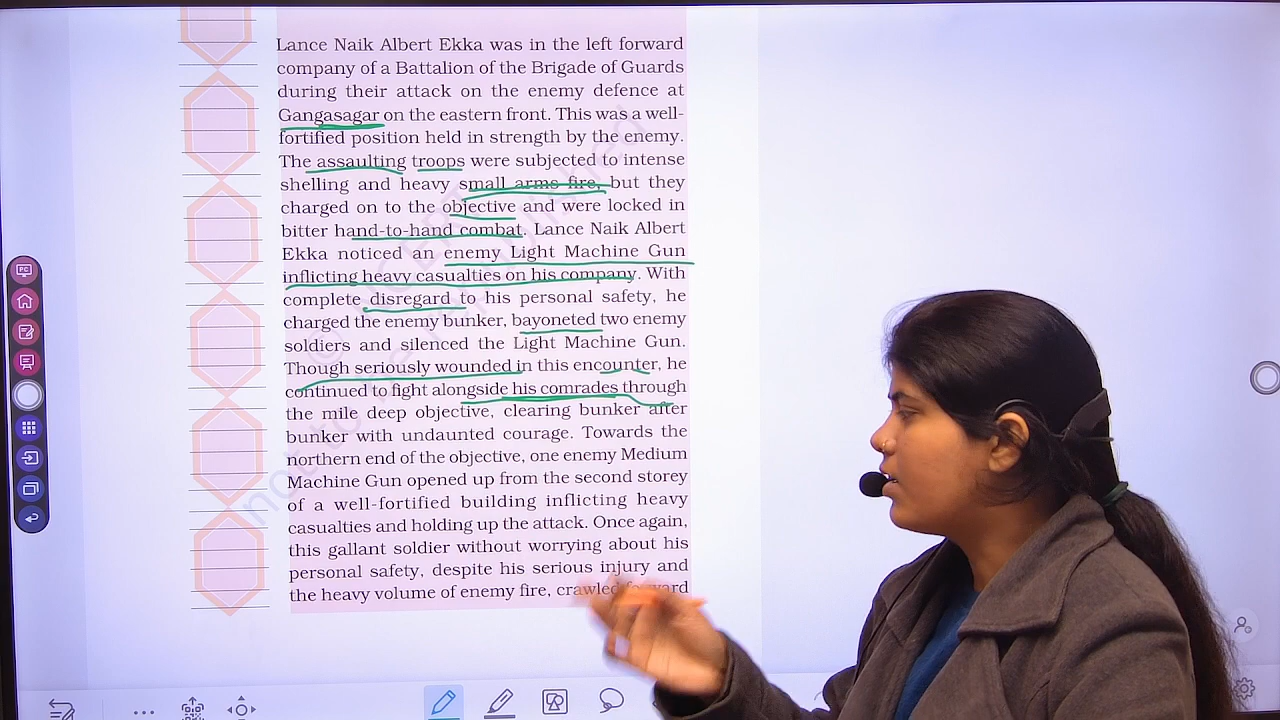 Lance Naik Albert Ekka was in the left forward
company of a Battalion of the Brigade of Guards
during their attack on the enemy defence at
Gangasagar on the eastern front. This was a well-
fortified position held in strength by the enemy.
The assaulting troops were subjected to intense
shelling and heavy small arms fire, but they
charged on to the objective and were locked in
bitter hand-to-hand combat. Lance Naik Albert
Ekka noticed an enemy Light Machine Gun
inflicting heavy casualties on his company. With
complete disregard to his personal safety, he
charged the enemy bunker, bayoneted two enemy
soldiers and silenced the Light Machine Gun.
Though seriously wounded in this encounter, he
continued to fight alongside his comrades through
the mile deep objective, clearing bunker after
bunker with undaunted courage. Towards the
northern end of the objective, one enemy Medium
Machine Gun opened up from the second storey
of a well-fortified building inflicting heavy
casualties and holding up the attack. Once again,
this gallant soldier without worrying about his
personal safety, despite his serious injury and
the heavy volume of enemy fire, crawled forward